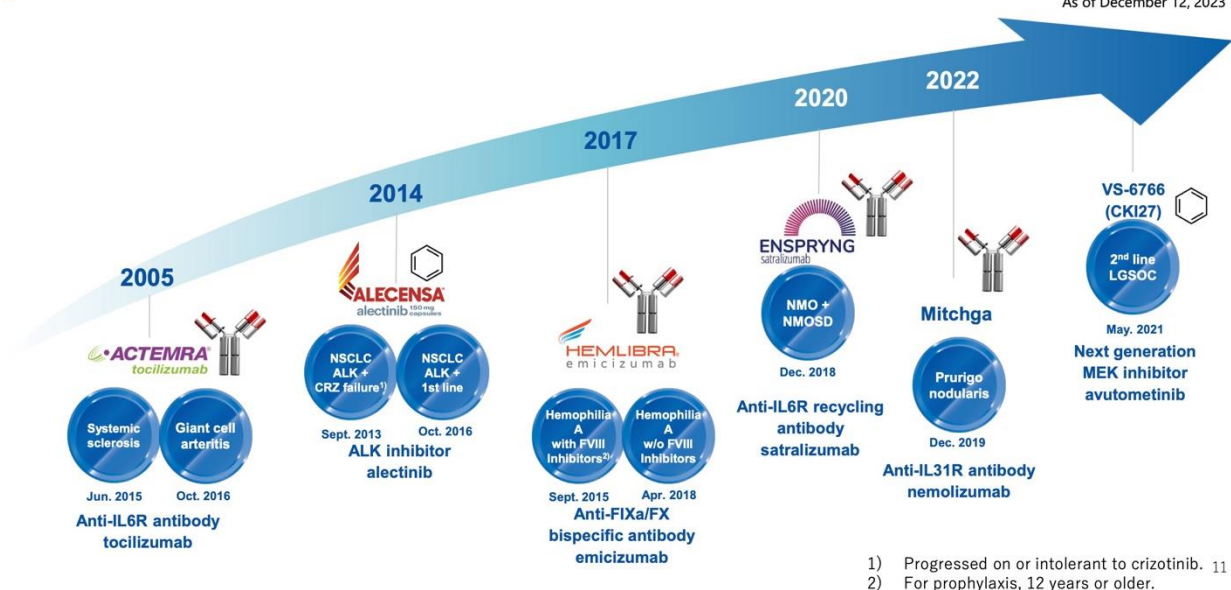 As of December 12, 2023
2005
ACTEMRA®
tocilizumab
Systemic
sclerosis
Jun. 2015
Giant cell
arteritis
Oct. 2016
Anti-IL6R antibody
tocilizumab
2014
ALECENSA®
alectinib 150 mg
capsules
NSCLC
ALK +
CRZ failure1)
Sept. 2013
NSCLC
ALK +
1st line
Oct. 2016
ALK inhibitor
alectinib
2017
HEMLIBRA®
emicizumab
Hemophilia
A
with FVIII
Inhibitors2)
Sept. 2015
Hemophilia
A
w/o FVIII
Inhibitors
Apr. 2018
Anti-FIXa/FX
bispecific antibody
emicizumab
2020
ENSPRYNG
satralizumab
NMO +
NMOSD
Dec. 2018
Anti-IL6R recycling
antibody
satralizumab
2022
Mitchga
Prurigo
nodularis
Dec. 2019
Anti-IL31R antibody
nemolizumab
VS-6766
(CKI27)
2nd line
LGSOC
May. 2021
Next generation
MEK inhibitor
avutometinib
1) Progressed on or intolerant to crizotinib.
2) For prophylaxis, 12 years or older.
11